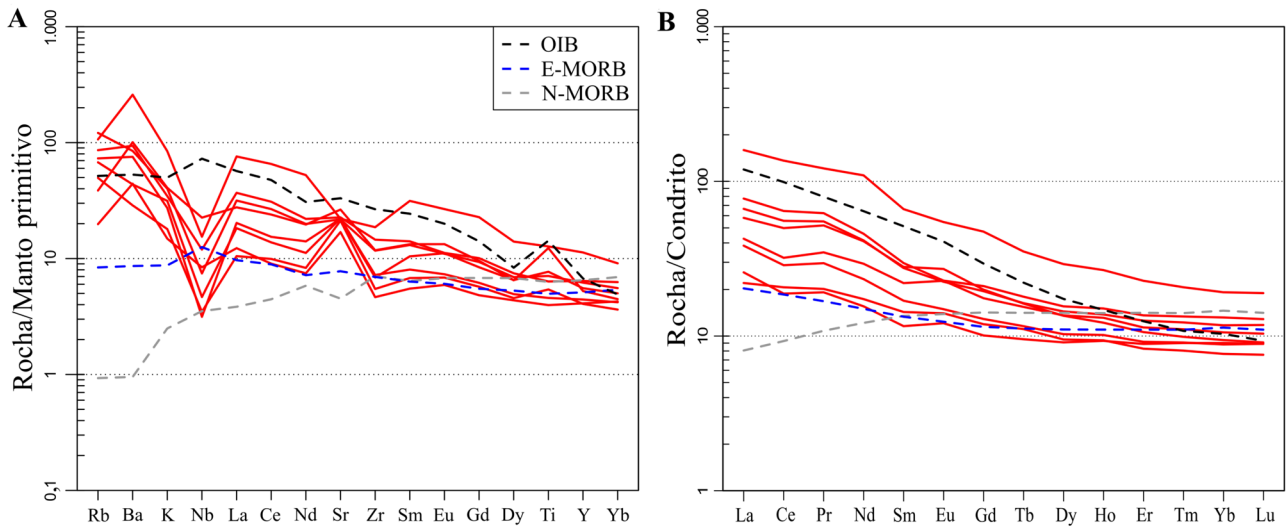 A
Rocha/Manto primitivo
1.000
100
10
1
0,1
OIB
E-MORB
N-MORB
Rb Ba K Nb La Ce Nd Sr Zr Sm Eu Gd Dy Ti Y Yb
B
Rocha/Condrito
1.000
100
10
1
La Ce Pr Nd Sm Eu Gd Tb Dy Ho Er Tm Yb Lu